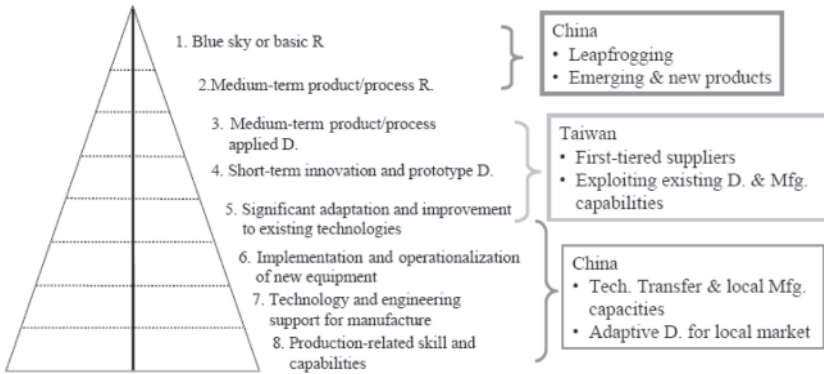 1. Blue sky or basic R
2.Medium-term product/process R.
3. Medium-term product/process
applied D.
4. Short-term innovation and prototype D.
5. Significant adaptation and improvement
to existing technologies
6. Implementation and operationalization
of new equipment
7. Technology and engineering
support for manufacture
8. Production-related skill and
capabilities
China
• Leapfrogging
• Emerging & new products
Taiwan
• First-tiered suppliers
• Exploiting existing D. & Mfg.
capabilities
China
• Tech. Transfer & local Mfg.
capacities
• Adaptive D. for local market